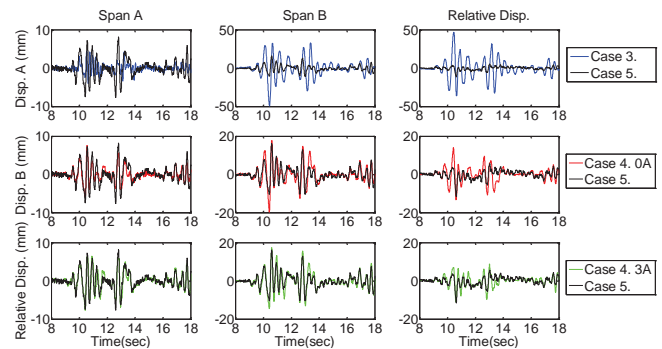 Span A
Span B
Relative Disp.
Disp. A (mm)
10
0
-10
8 10 12 14 16 18
50
0
-50
8 10 12 14 16 18
50
0
-50
8 10 12 14 16 18
Case 3.
Case 5.
Disp. B (mm)
10
0
-10
8 10 12 14 16 18
20
0
-20
8 10 12 14 16 18
20
0
-20
8 10 12 14 16 18
Case 4. 0A
Case 5.
Relative Disp. (mm)
10
0
-10
8 10 12 14 16 18
Time(sec)
20
0
-20
8 10 12 14 16 18
Time(sec)
20
0
-20
8 10 12 14 16 18
Time(sec)
Case 4. 3A
Case 5.